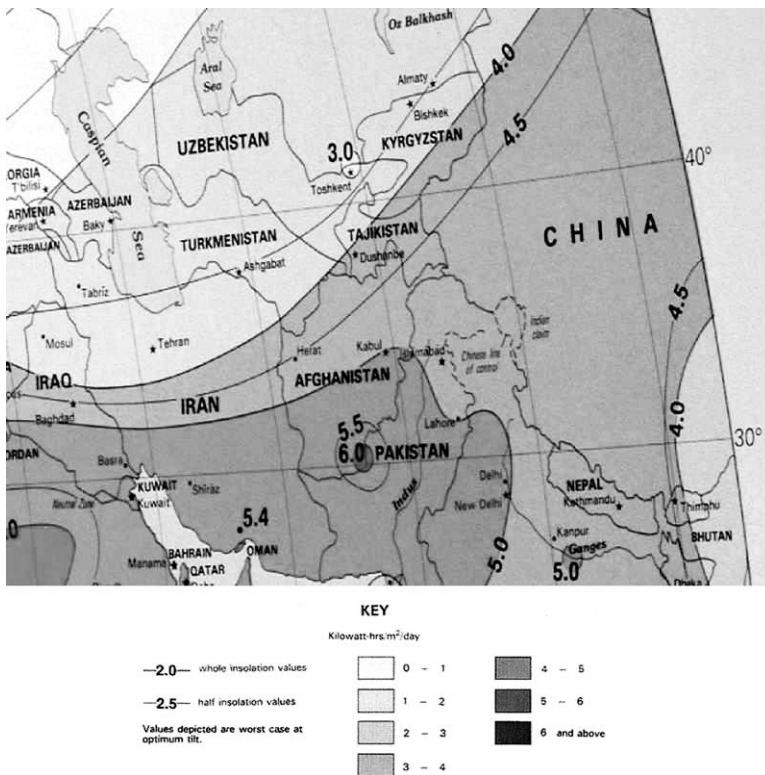 Oz Balkhash
Aral
Sea
4.0
Almaty
Bishkek
Caspian
Sea
UZBEKISTAN
KYRGYZSTAN
4.5
3.0
Toshkent
40°
ORGIA
T'bilisi
ARMENIA
Yerevan
AZERBAIJAN
Baky
AZERBAIJAN
TURKMENISTAN
TAJIKISTAN
Dushanbe
CHINA
Ashgabat
Tabriz
4.5
Mosul
Tehran
Herat
Kabul
Islamabad
Indian
claim
Chinese line
of control
IRAQ
IRAN
AFGHANISTAN
Baghdad
Lahore
4.0
30°
5.5
6.0
PAKISTAN
ORDAN
Basra
KUWAIT
Kuwait
Neutral Zone
Shiraz
Indus
Delhi
New Delhi
NEPAL
Kathmandu
Thimphu
BHUTAN
5.4
.0
Kanpur
Ganges
5.0
5.0
BAHRAIN
Manama
QATAR
Doha
OMAN
Dhaka
KEY
Kilowatt-hrs/m²/day
—2.0— whole insolation values
—2.5— half insolation values
Values depicted are worst case at
optimum tilt.
0 - 1
1 - 2
2 - 3
3 - 4
4 - 5
5 - 6
6 and above